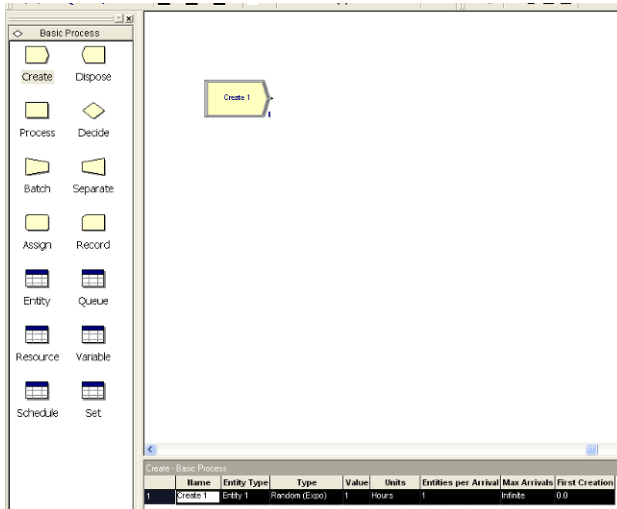 Basic Process
Create Dispose
Process Decide
Batch Separate
Assign Record
Entity Queue
Resource Variable
Schedule Set
Create 1
Create - Basic Process
Name Entity Type Type Value Units Entities per Arrival Max Arrivals First Creation
1 Create 1 Entity 1 Random (Expo) 1 Hours 1 Infinite 0.0